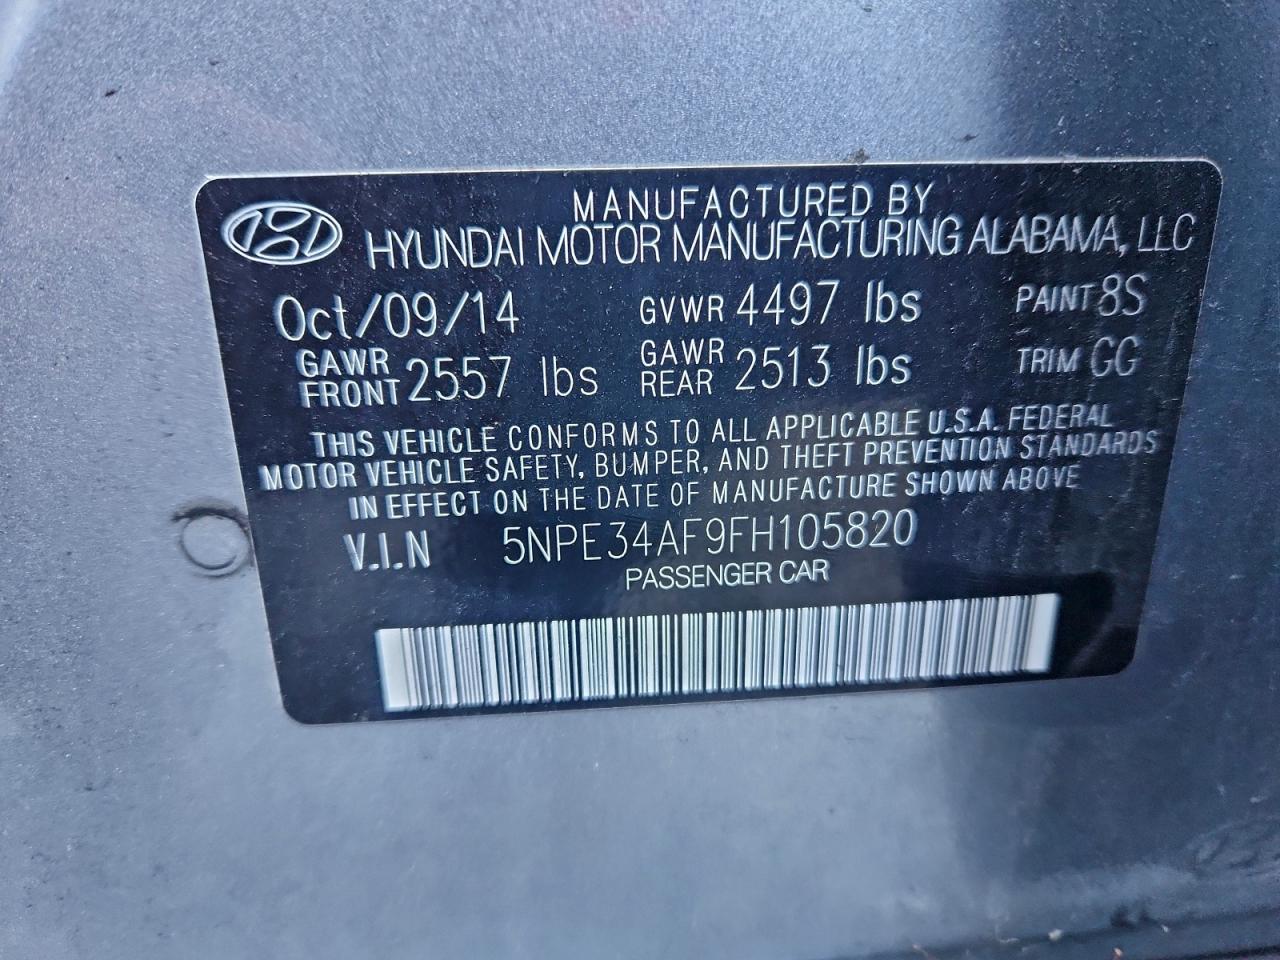 MANUFACTURED BY
HYUNDAI MOTOR MANUFACTURING ALABAMA, LLC
Oct/09/14 GVWR 4497 lbs PAINT 8S
GAWR FRONT 2557 lbs GAWR REAR 2513 lbs TRIM GG
THIS VEHICLE CONFORMS TO ALL APPLICABLE U.S.A. FEDERAL
MOTOR VEHICLE SAFETY, BUMPER, AND THEFT PREVENTION STANDARDS
IN EFFECT ON THE DATE OF MANUFACTURE SHOWN ABOVE
V.I.N 5NPE34AF9FH105820
PASSENGER CAR